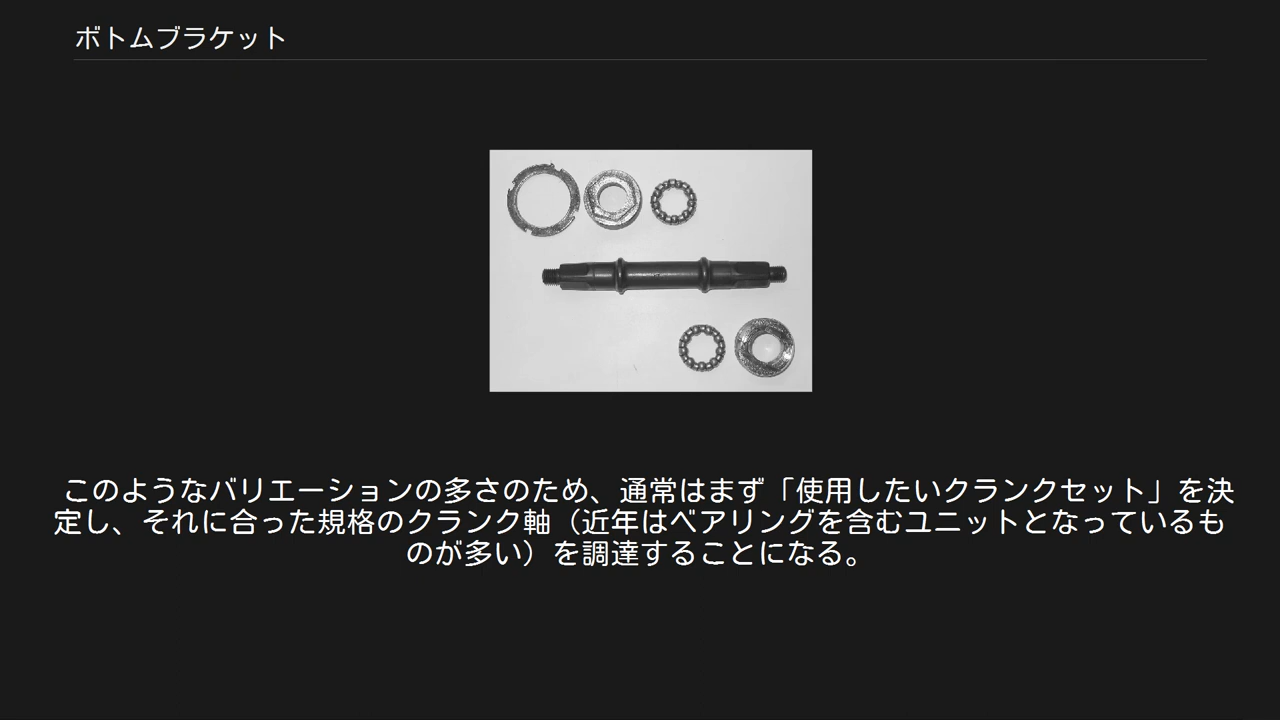 ボトムブラケット
このようなバリエーションの多さのため、通常はまず「使用したいクランクセット」を決
定し、それに合った規格のクランク軸（近年はベアリングを含むユニットとなっているも
のが多い）を調達することになる。